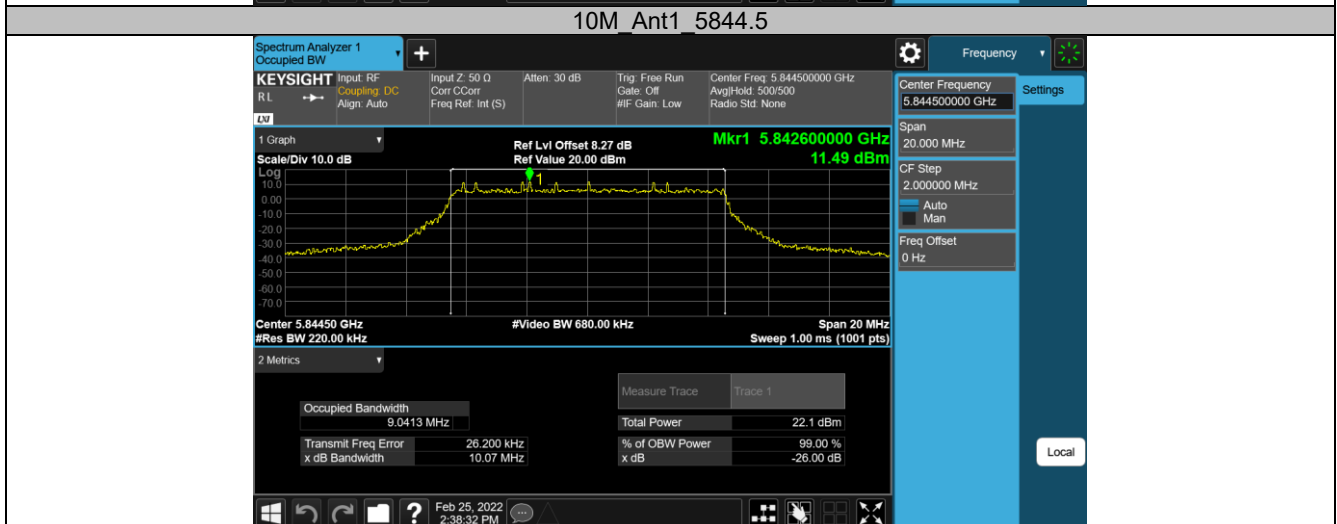 10M_Ant1_5844.5
Spectrum Analyzer 1
Occupied BW
Frequency
KEYSIGHT
RL
LXI
Input: RF
Coupling: DC
Align: Auto
Input Z: 50 Ω
Corr CCorr
Freq Ref: Int (S)
Atten: 30 dB
Trig: Free Run
Gate: Off
#IF Gain: Low
Center Freq: 5.844500000 GHz
Avg|Hold: 500/500
Radio Std: None
Center Frequency
5.844500000 GHz
Settings
Span
20.000 MHz
CF Step
2.000000 MHz
Auto
Man
Freq Offset
0 Hz
Local
1 Graph
Scale/Div 10.0 dB
Ref Lvl Offset 8.27 dB
Ref Value 20.00 dBm
Mkr1 5.842600000 GHz
11.49 dBm
Log
10.0
0.00
-10.0
-20.0
-30.0
-40.0
-50.0
-60.0
-70.0
1
Center 5.84450 GHz
#Video BW 680.00 kHz
Span 20 MHz
#Res BW 220.00 kHz
Sweep 1.00 ms (1001 pts)
2 Metrics
Measure Trace Trace 1
Occupied Bandwidth
9.0413 MHz
Total Power 22.1 dBm
Transmit Freq Error 26.200 kHz
% of OBW Power 99.00 %
x dB Bandwidth 10.07 MHz
x dB -26.00 dB
?
Feb 25, 2022
2:38:32 PM